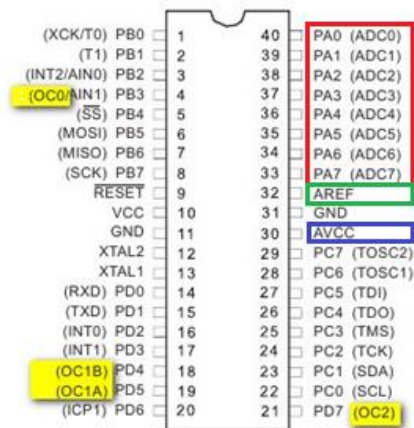 (XCK/T0) PB0 1 40 PA0 (ADC0)
(T1) PB1 2 39 PA1 (ADC1)
(INT2/AIN0) PB2 3 38 PA2 (ADC2)
(OC0/AIN1) PB3 4 37 PA3 (ADC3)
(SS) PB4 5 36 PA4 (ADC4)
(MOSI) PB5 6 35 PA5 (ADC5)
(MISO) PB6 7 34 PA6 (ADC6)
(SCK) PB7 8 33 PA7 (ADC7)
RESET 9 32 AREF
VCC 10 31 GND
GND 11 30 AVCC
XTAL2 12 29 PC7 (TOSC2)
XTAL1 13 28 PC6 (TOSC1)
(RXD) PD0 14 27 PC5 (TDI)
(TXD) PD1 15 26 PC4 (TDO)
(INT0) PD2 16 25 PC3 (TMS)
(INT1) PD3 17 24 PC2 (TCK)
(OC1B) PD4 18 23 PC1 (SDA)
(OC1A) PD5 19 22 PC0 (SCL)
(ICP1) PD6 20 21 PD7 (OC2)